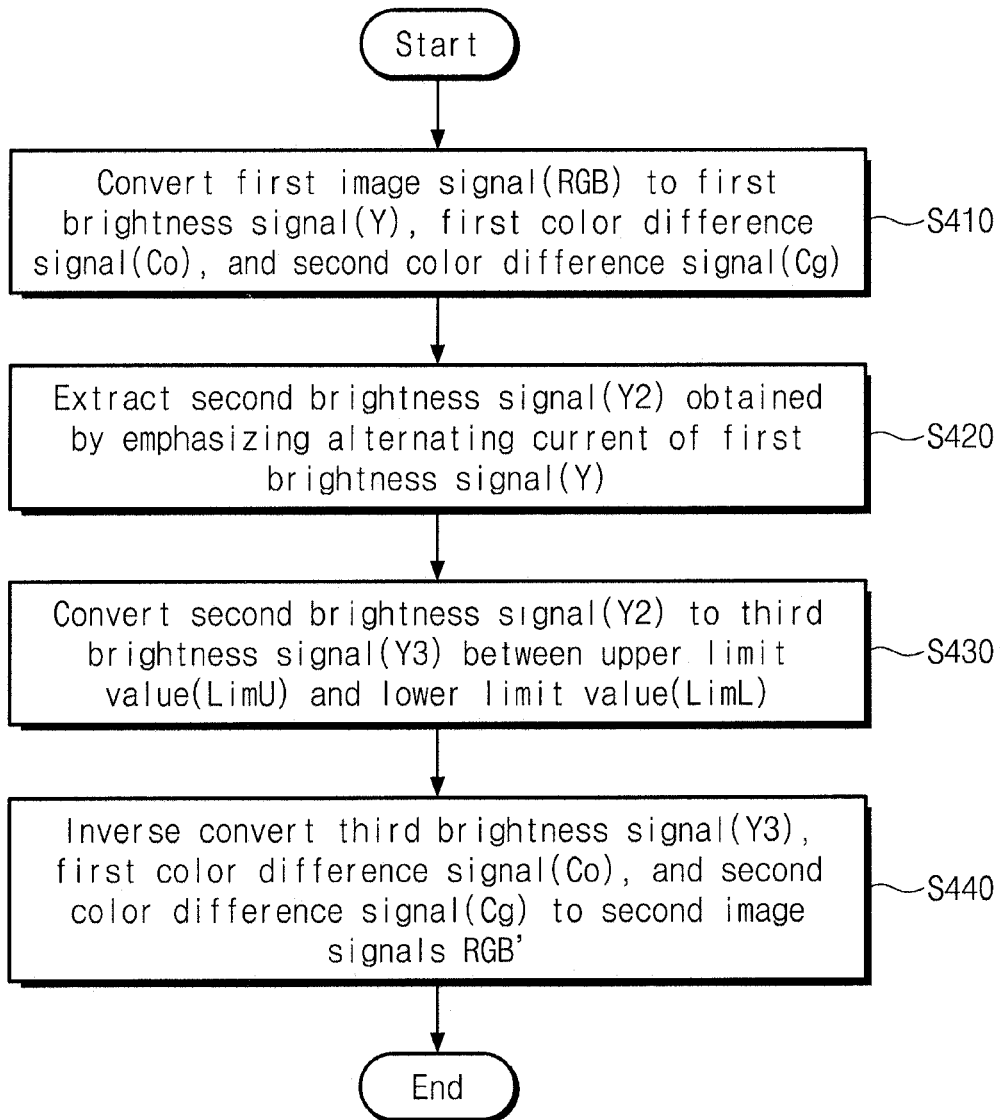 Start
Convert first image signal(RGB) to first
brightness signal(Y), first color difference
signal(Co), and second color difference signal(Cg)
S410
Extract second brightness signal(Y2) obtained
by emphasizing alternating current of first
brightness signal(Y)
S420
Convert second brightness signal(Y2) to third
brightness signal(Y3) between upper limit
value(LimU) and lower limit value(LimL)
S430
Inverse convert third brightness signal(Y3),
first color difference signal(Co), and second
color difference signal(Cg) to second image
signals RGB'
S440
End